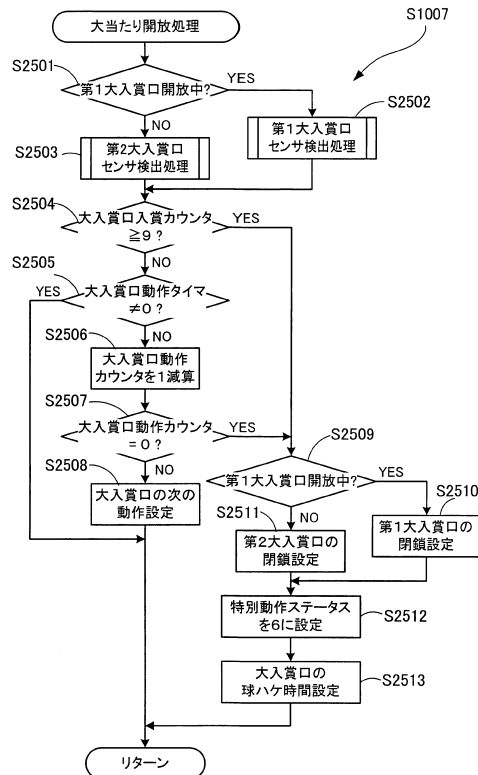 S1007
大当たり開放処理
S2501
第1大入賞口開放中?
YES
NO
S2502
第1大入賞口
センサ検出処理
S2503
第2大入賞口
センサ検出処理
S2504
大入賞口入賞カウンタ
≧9?
YES
NO
S2505
YES
大入賞口動作タイマ
≠0?
NO
S2506
大入賞口動作
カウンタを1減算
S2507
大入賞口動作カウンタ
=0?
YES
NO
S2508
大入賞口の次の
動作設定
S2509
第1大入賞口開放中?
YES
NO
S2510
第1大入賞口の
閉鎖設定
S2511
第2大入賞口の
閉鎖設定
特別動作ステータス
を6に設定
S2512
大入賞口の
球ハケ時間設定
S2513
リターン